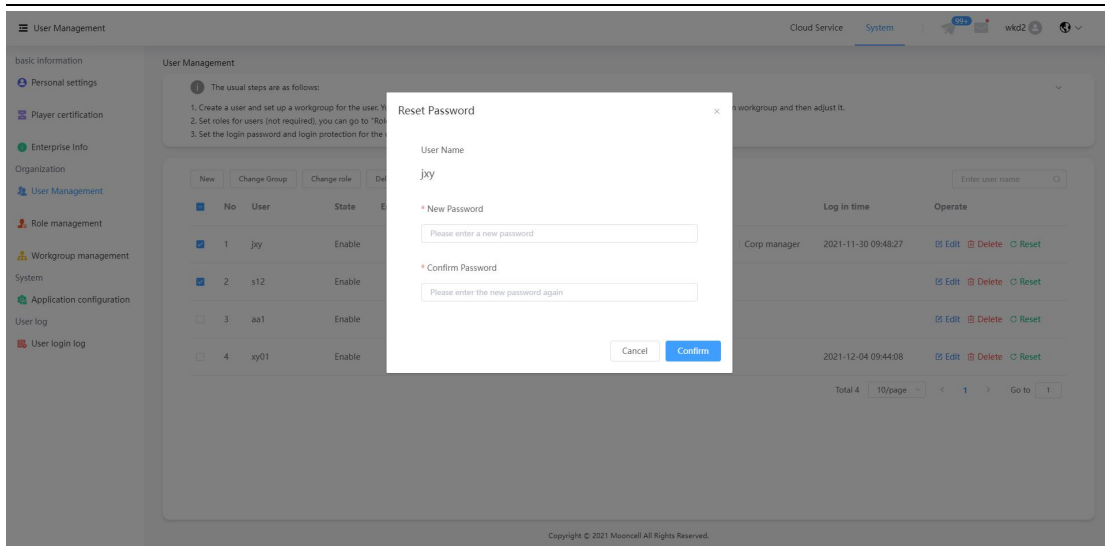 User Management
Cloud Service System 99+ wkd2
basic information
Personal settings
Player certification
Enterprise Info
Organization
User Management
Role management
Workgroup management
System
Application configuration
User log
User login log
User Management
The usual steps are as follows:
1. Create a user and set up a workgroup for the user. n workgroup and then adjust it.
2. Set roles for users (not required), you can go to "Rol
3. Set the login password and login protection for the
New Change Group Change role Del Enter user name
No User State E Log in time Operate
1 jxy Enable Corp manager 2021-11-30 09:48:27 Edit Delete Reset
2 s12 Enable Edit Delete Reset
3 aa1 Enable Edit Delete Reset
4 xy01 Enable 2021-12-04 09:44:08 Edit Delete Reset
Total 4 10/page < 1 > Go to 1
Reset Password ×
User Name
jxy
* New Password
Please enter a new password
* Confirm Password
Please enter the new password again
Cancel Confirm
Copyright © 2021 Mooncell All Rights Reserved.